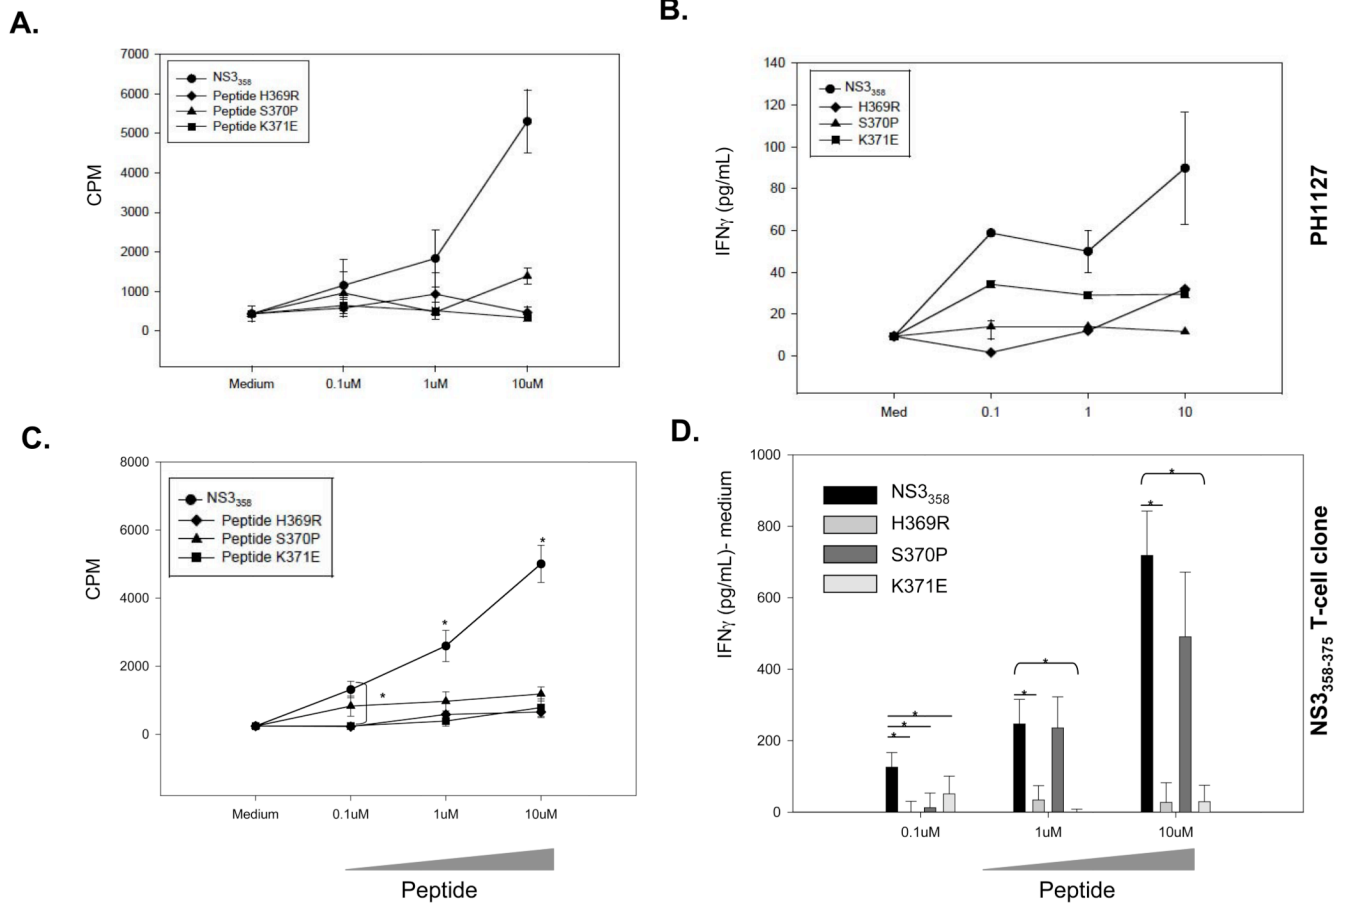 A.
7000
6000
5000
4000
3000
2000
1000
0
CPM
NS3358
Peptide H369R
Peptide S370P
Peptide K371E
Medium 0.1uM 1uM 10uM
B.
140
120
100
80
60
40
20
0
IFNγ (pg/mL)
NS3358
H369R
S370P
K371E
Med 0.1 1 10
PH1127
C.
8000
6000
4000
2000
0
CPM
NS3358
Peptide H369R
Peptide S370P
Peptide K371E
*
*
*
Medium 0.1uM 1uM 10uM
Peptide
D.
1000
800
600
400
200
0
IFNγ (pg/mL)- medium
NS3358
H369R
S370P
K371E
*
*
*
*
*
*
*
0.1uM 1uM 10uM
Peptide
NS3358-375 T-cell clone